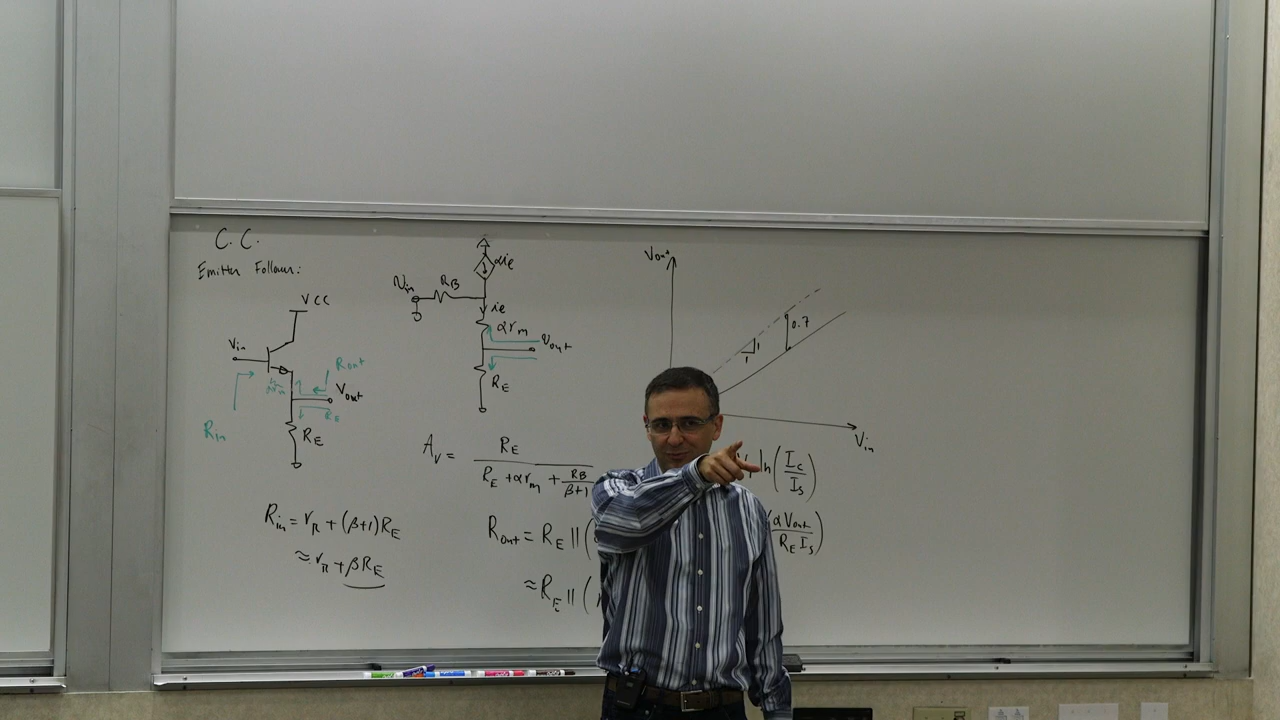 C.C.
Emitter Follower:
VCC
Vin
Rout
Vout
RE
Rin
RE
Rin = rπ + (β+1)RE
≈ rπ + βRE
αie
Vin
RB
ie
αrm
Vout
RE
Av = RE / (RE + αrm + RB/(β+1))
Rout = RE || (
≈ RE || (
Vout
0.7
1
1
Vin
ln(Ic/Is)
αVout/(RE Is))